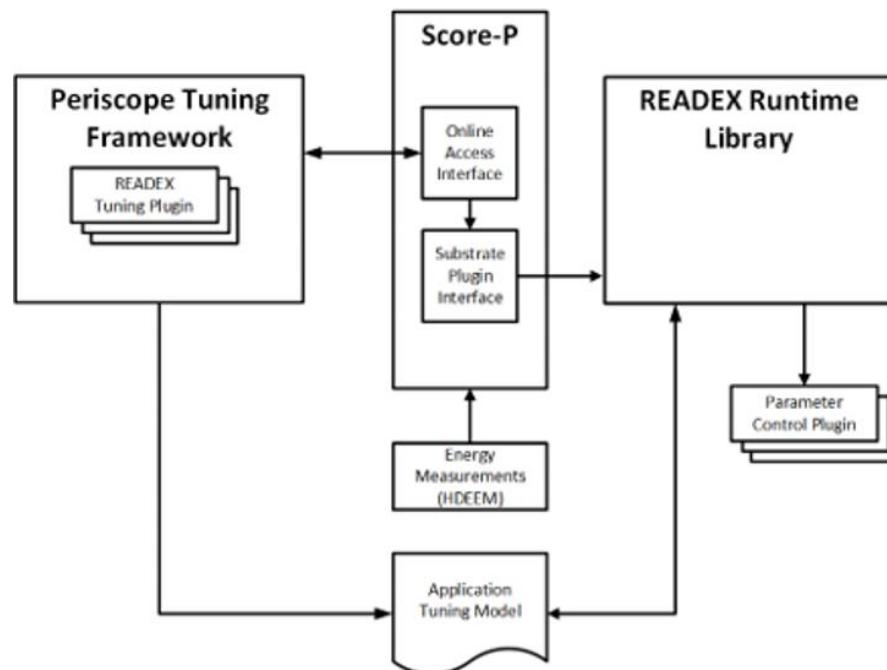 Score-P
Periscope Tuning
Framework
READEX
Tuning Plugin
Online
Access
Interface
Substrate
Plugin
Interface
READEX Runtime
Library
Parameter
Control Plugin
Energy
Measurements
(HDEEM)
Application
Tuning Model